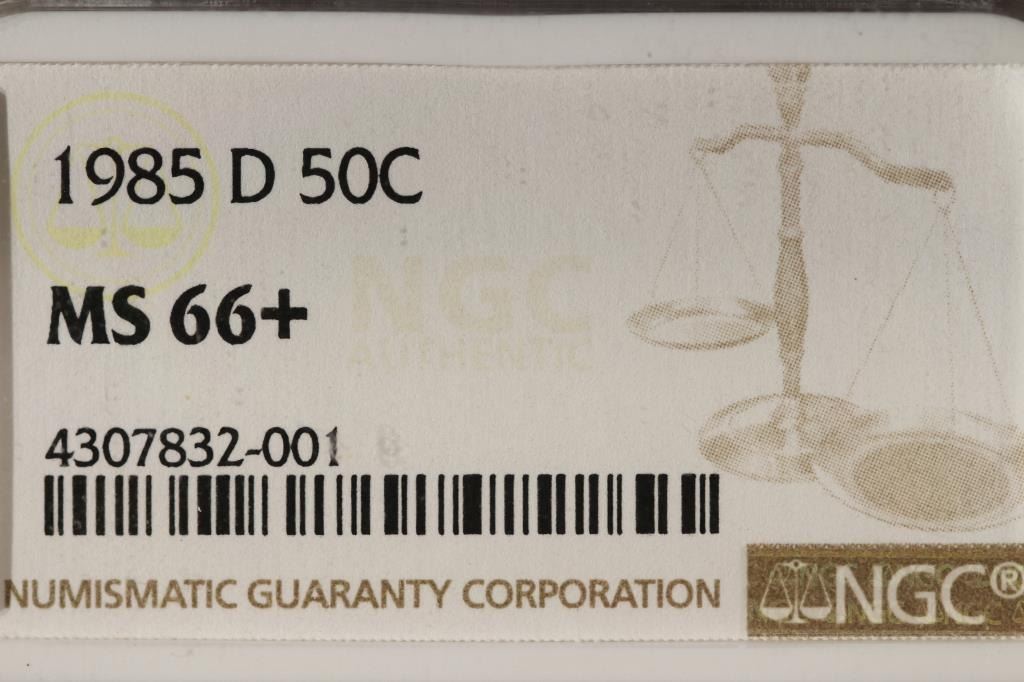 1985 D 50C
MS 66+
NGC
AUTHENTIC
4307832-001
NUMISMATIC GUARANTY CORPORATION
NGC®